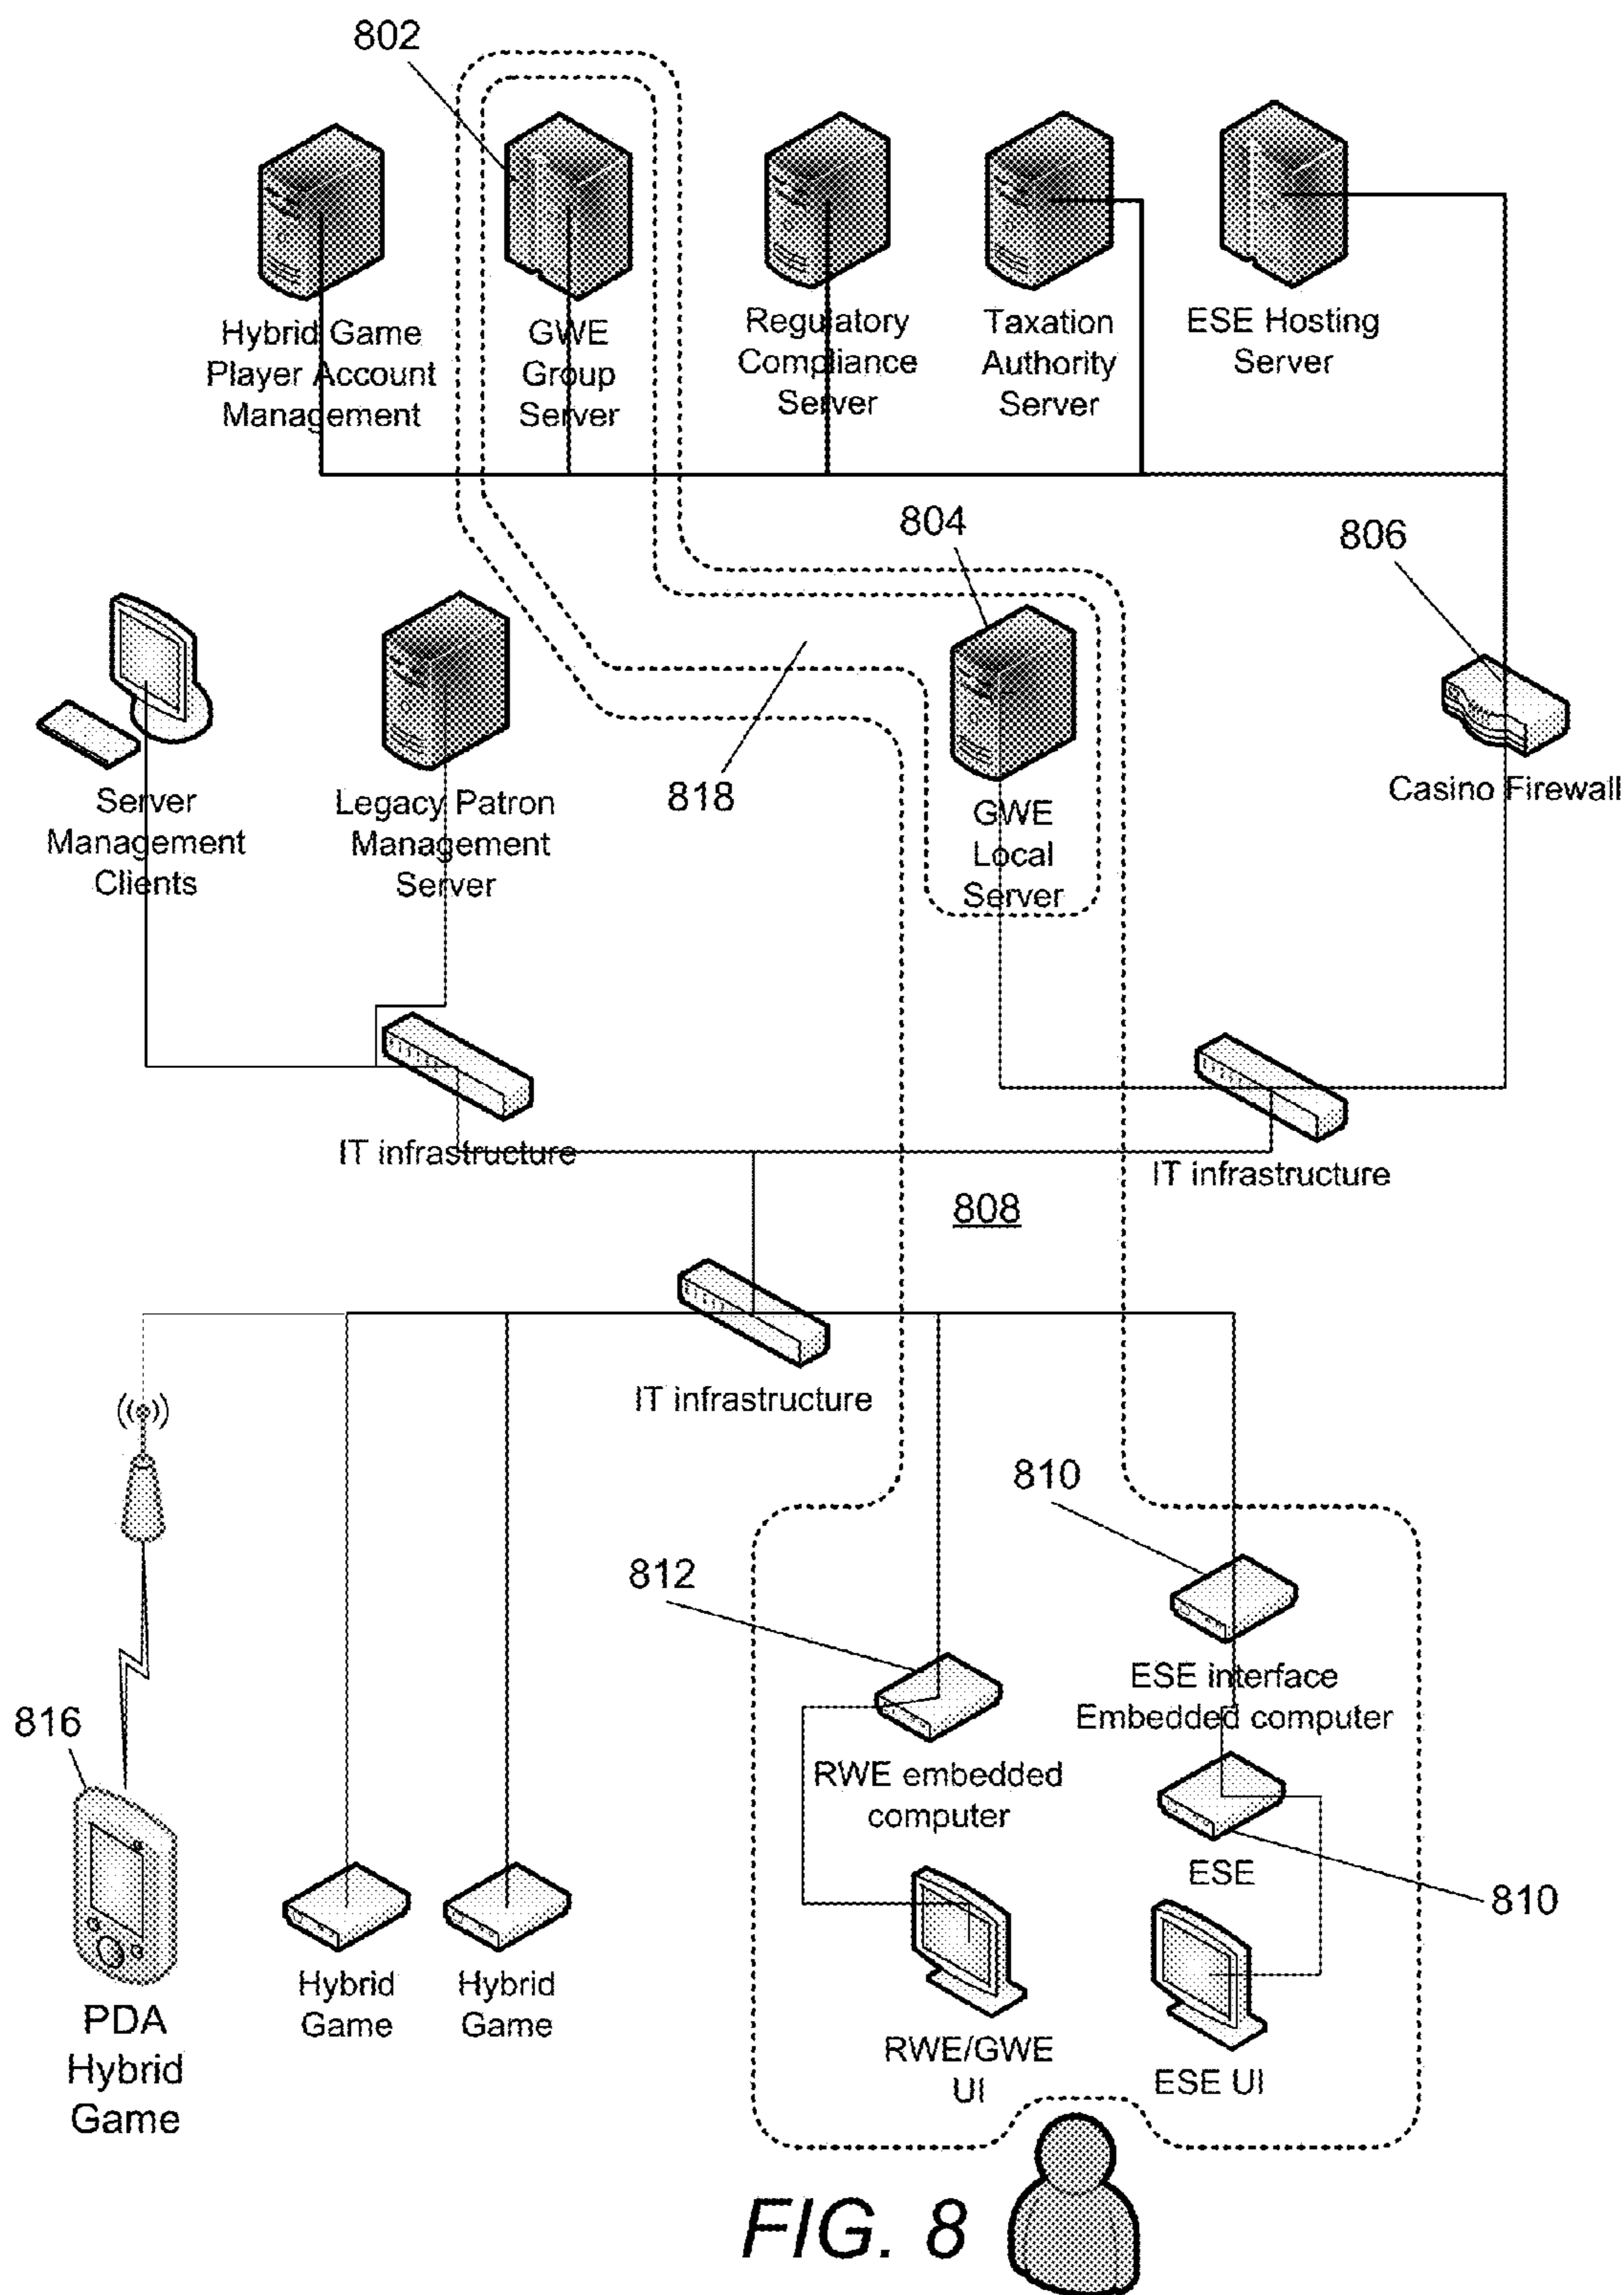 802
Hybrid Game
Player Account
Management
GWE
Group
Server
Regulatory
Compliance
Server
Taxation
Authority
Server
ESE Hosting
Server
804
806
Server
Management
Clients
Legacy Patron
Management
Server
818
GWE
Local
Server
Casino Firewall
IT infrastructure
IT infrastructure
808
IT infrastructure
810
812
ESE interface
Embedded computer
816
RWE embedded
computer
ESE
810
PDA
Hybrid
Game
Hybrid
Game
Hybrid
Game
RWE/GWE
UI
ESE UI
FIG. 8